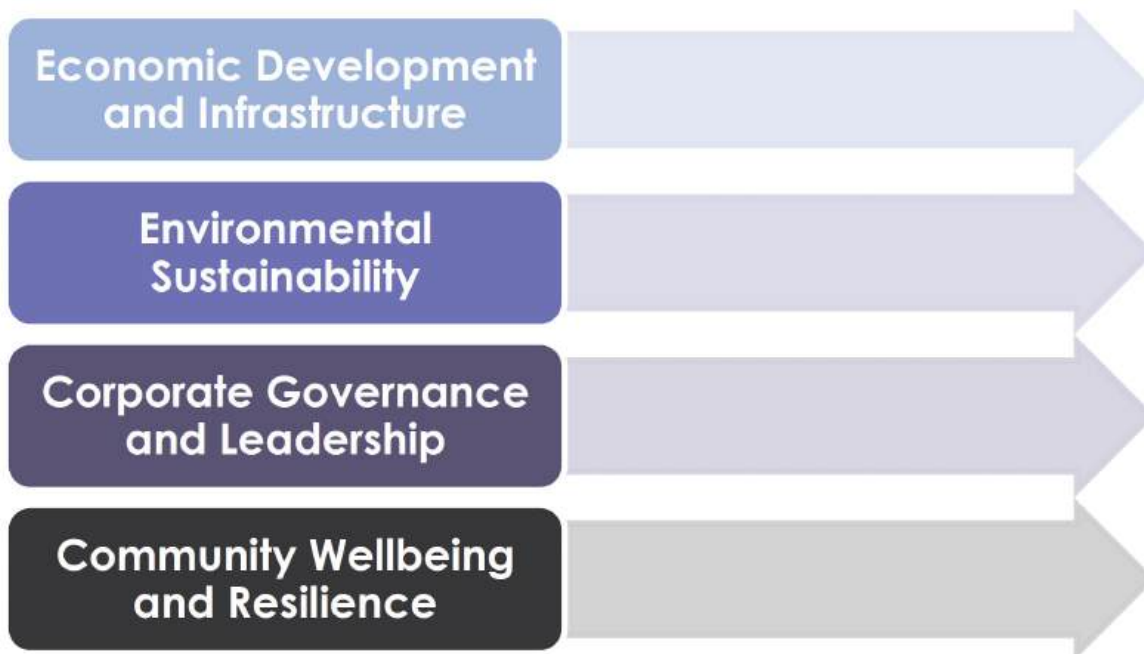 Economic Development
and Infrastructure
Environmental
Sustainability
Corporate Governance
and Leadership
Community Wellbeing
and Resilience